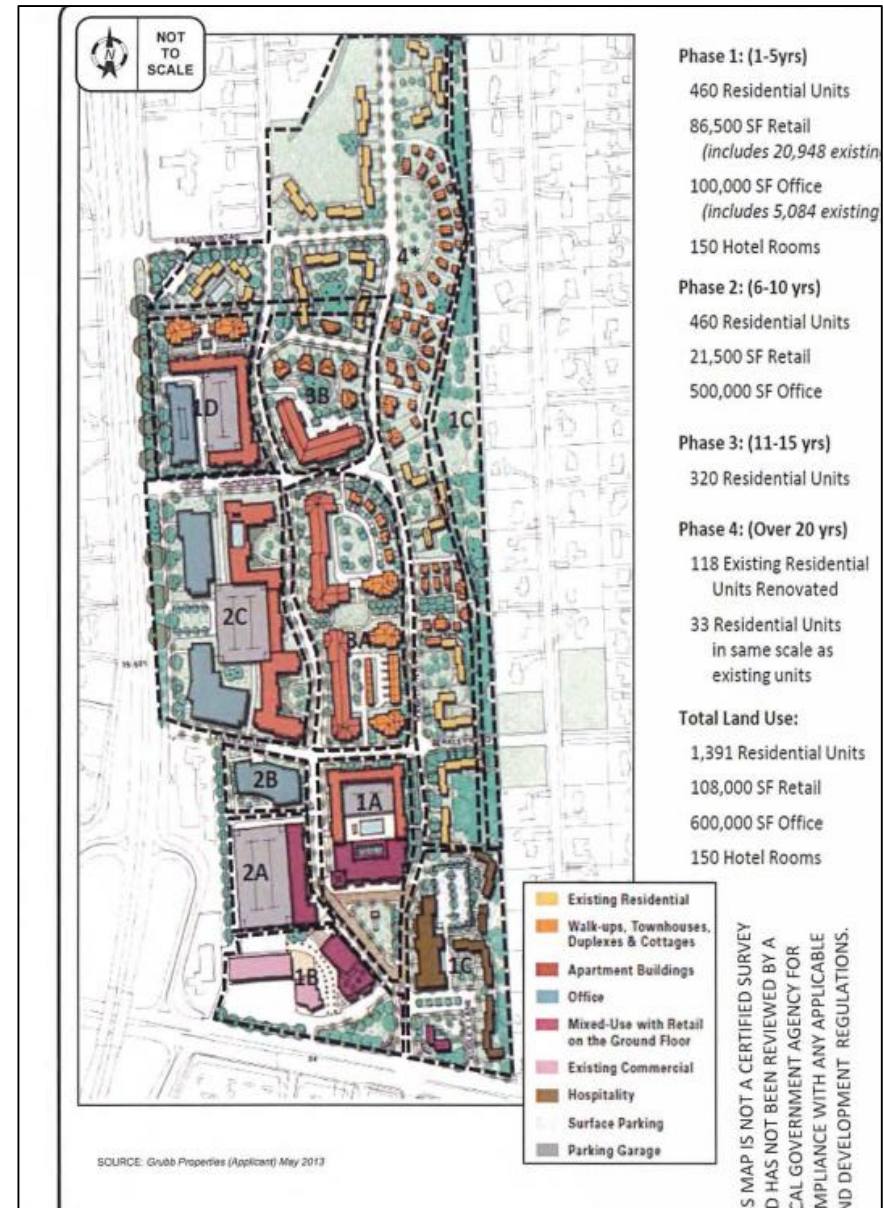 N
NOT
TO
SCALE
Phase 1: (1-5yrs)
460 Residential Units
86,500 SF Retail
(includes 20,948 existin
100,000 SF Office
(includes 5,084 existing
150 Hotel Rooms
Phase 2: (6-10 yrs)
460 Residential Units
21,500 SF Retail
500,000 SF Office
Phase 3: (11-15 yrs)
320 Residential Units
Phase 4: (Over 20 yrs)
118 Existing Residential
Units Renovated
33 Residential Units
in same scale as
existing units
Total Land Use:
1,391 Residential Units
108,000 SF Retail
600,000 SF Office
150 Hotel Rooms
4*
1D
3B
1C
2C
3A
15-501
2B
1A
2A
1B
1C
54
Existing Residential
Walk-ups, Townhouses,
Duplexes & Cottages
Apartment Buildings
Office
Mixed-Use with Retail
on the Ground Floor
Existing Commercial
Hospitality
Surface Parking
Parking Garage
S MAP IS NOT A CERTIFIED SURVEY
D HAS NOT BEEN REVIEWED BY A
CAL GOVERNMENT AGENCY FOR
MPLIANCE WITH ANY APPLICABLE
ND DEVELOPMENT REGULATIONS.
SOURCE: Grubb Properties (Applicant) May 2013